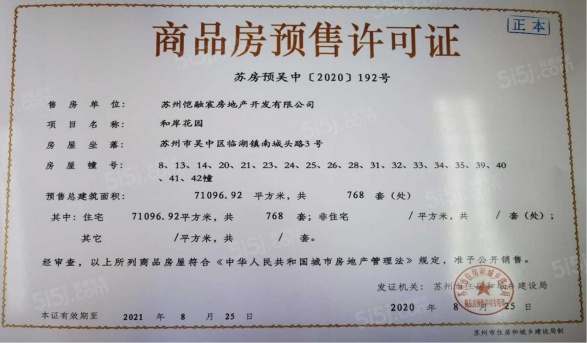 正本
商品房预售许可证
苏房预吴中〔2020〕192号
售房单位: 苏州恺融宸房地产开发有限公司
项目名称: 和岸花园
房屋坐落: 苏州市吴中区临湖镇南城头路3号
房屋幢号: 8、13、14、20、21、23、24、25、26、28、31、32、33、34、35、39、40
、41、42幢
预售总建筑面积: 71096.92 平方米, 共 768 套(处)
其中: 住宅 71096.92平方米, 共 768 套; 非住宅 /平方米, 共 / 套(处);
其它 /平方米, 共 / 套。
经审查, 以上所列商品房屋符合《中华人民共和国城市房地产管理法》规定, 准予公开销售。
发证机关: 苏州市住房和城乡建设局
2020 年 8 月 25日
本证有效期至 2021 年 8 月 25日
苏州市住房和城乡建设局制
5i5j.com